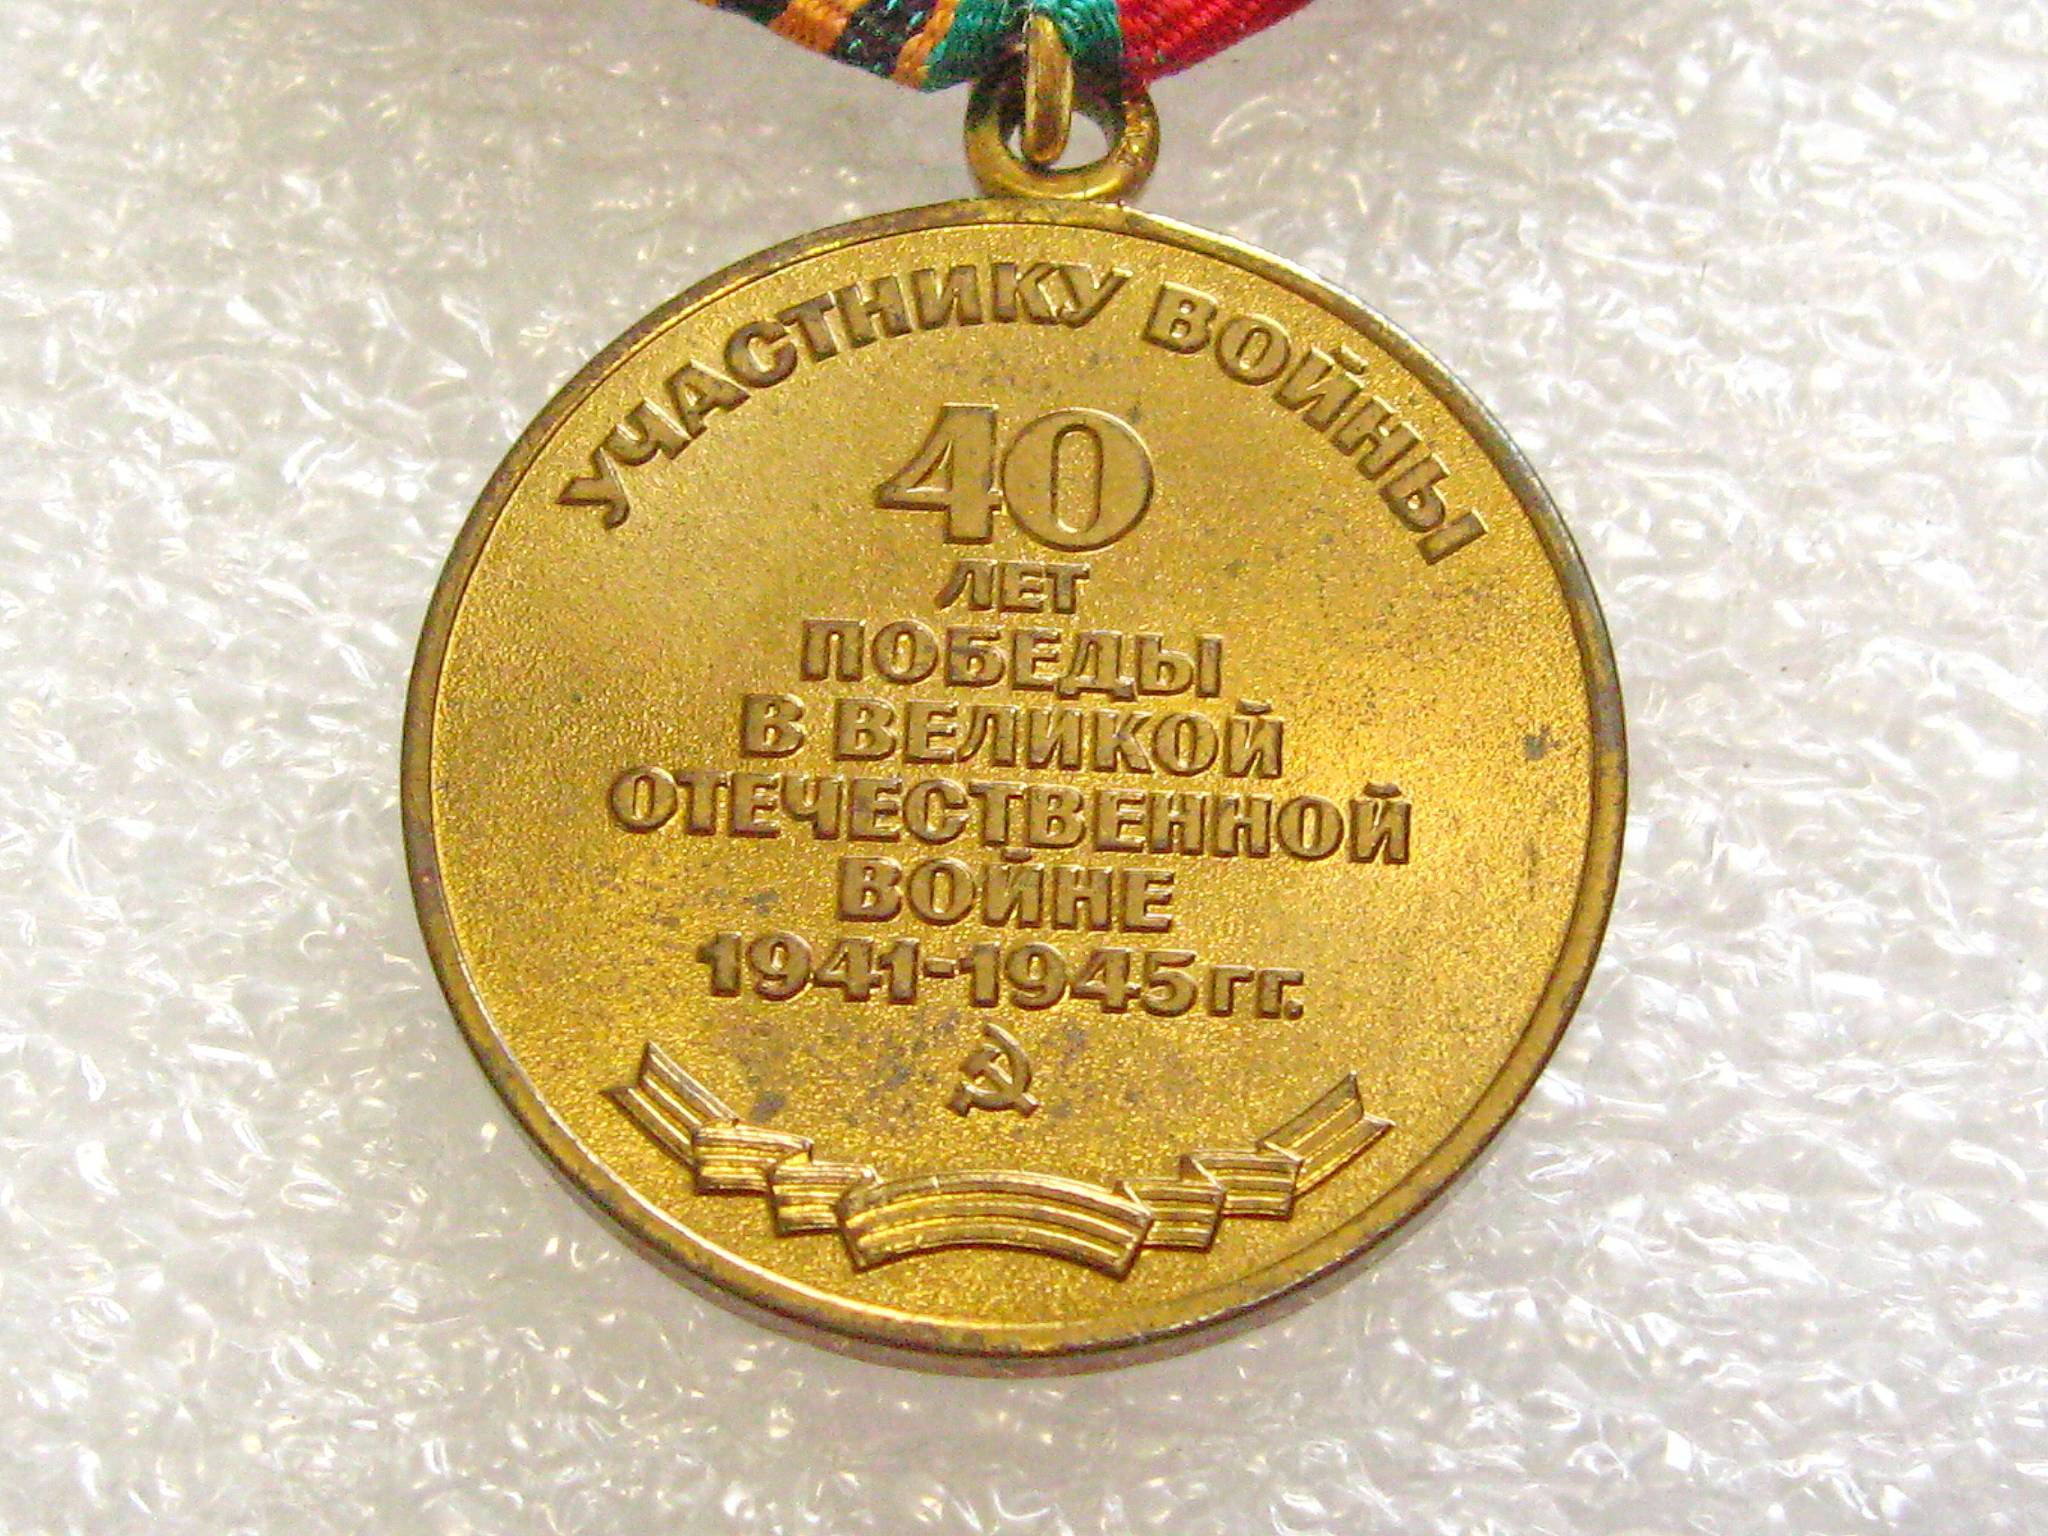 УЧАСТНИКУ ВОЙНЫ
40
ЛЕТ
ПОБЕДЫ
В ВЕЛИКОЙ
ОТЕЧЕСТВЕННОЙ
ВОЙНЕ
1941-1945гг.